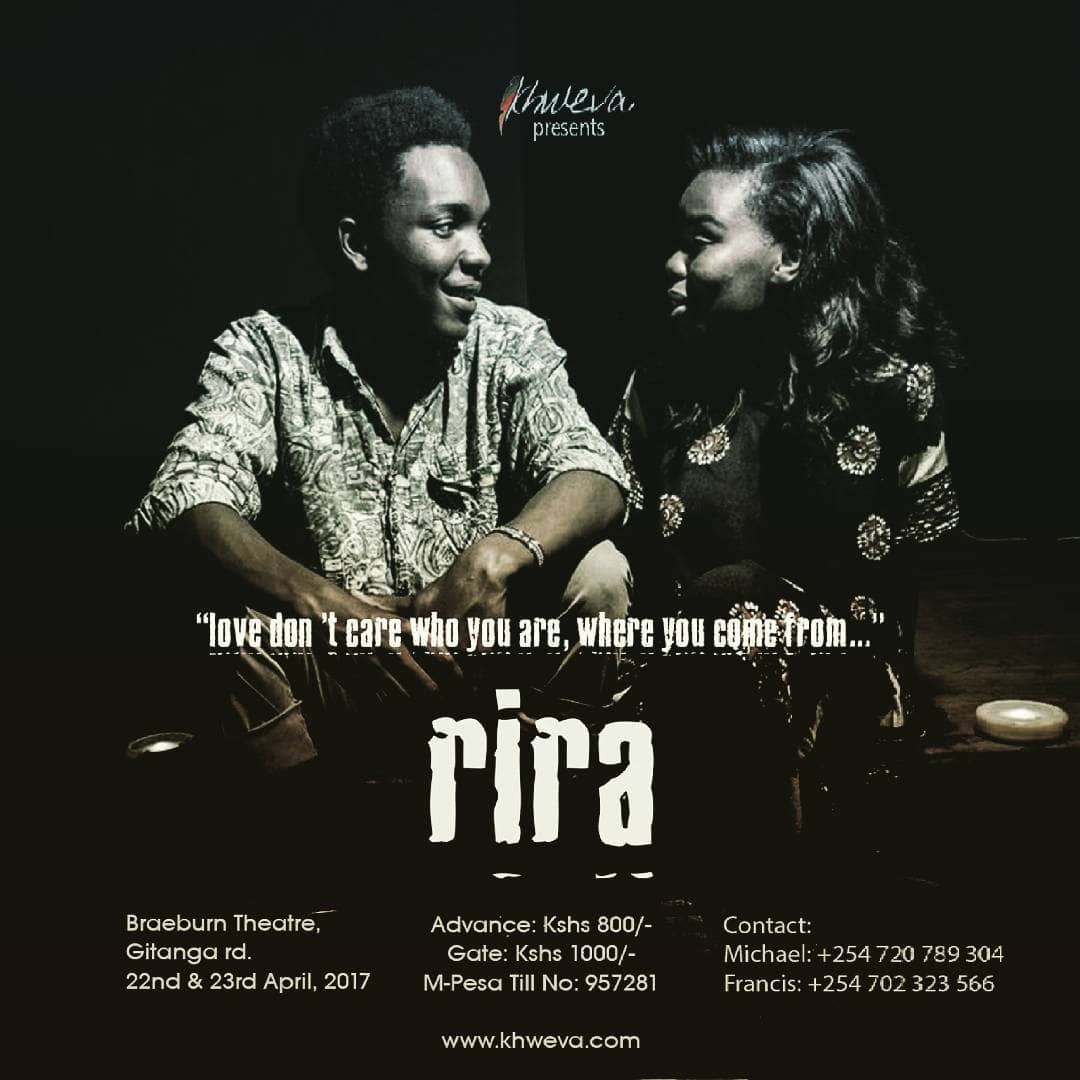 khweva.
presents
"love don 't care who you are, where you come from..."
rira
Braeburn Theatre,
Gitanga rd.
22nd & 23rd April, 2017
Advance: Kshs 800/-
Gate: Kshs 1000/-
M-Pesa Till No: 957281
Contact:
Michael: +254 720 789 304
Francis: +254 702 323 566
www.khweva.com